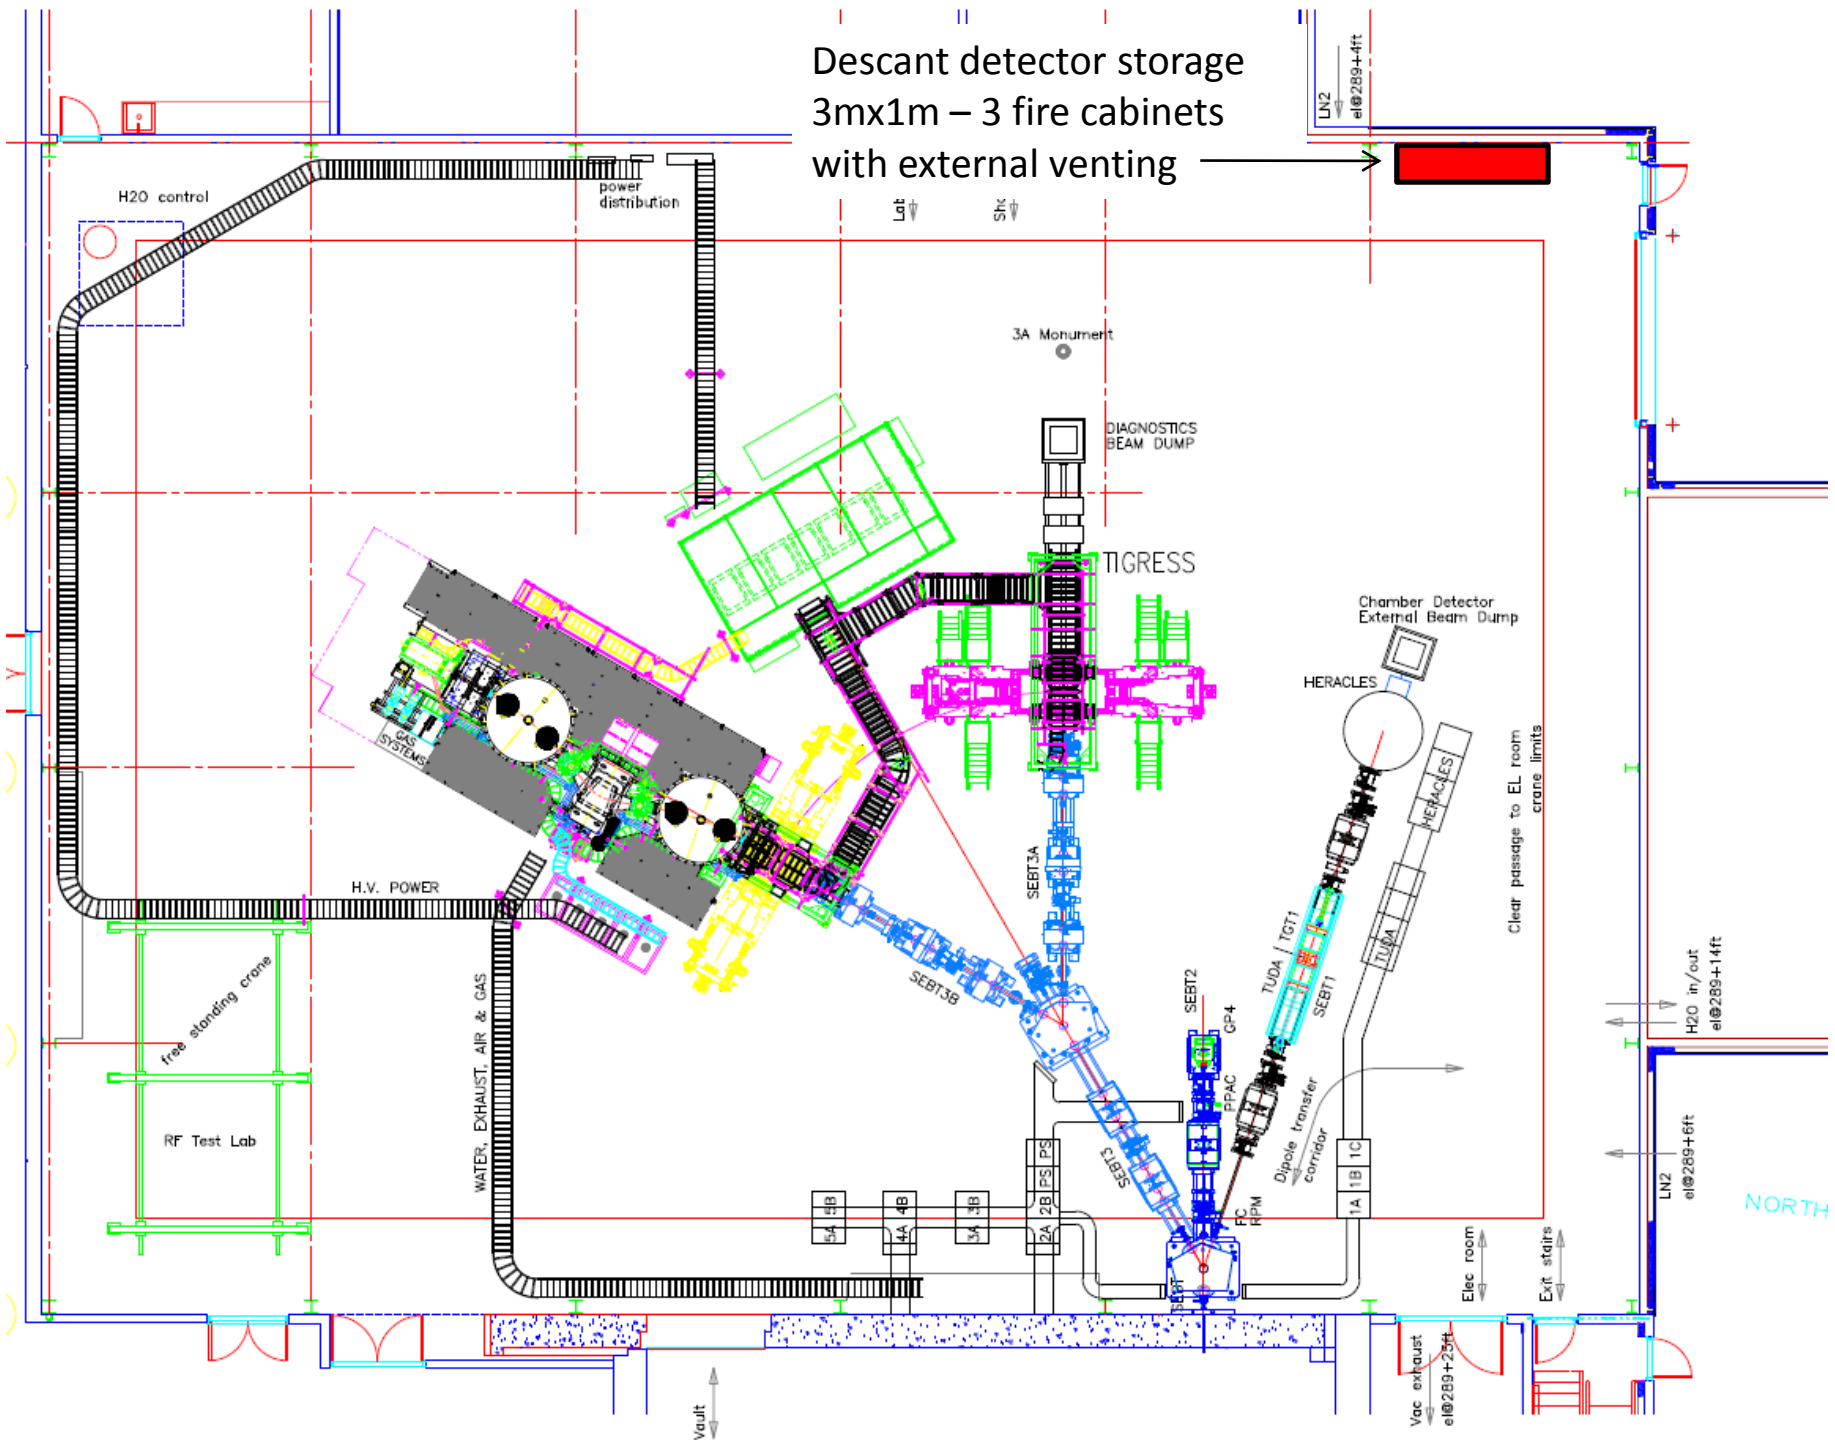 Descant detector storage
3mx1m – 3 fire cabinets
with external venting
LN2
el@289+4ft
H2O control
power
distribution
Lab
3A Monument
DIAGNOSTICS
BEAM DUMP
TIGRESS
Chamber Detector
External Beam Dump
HERACLES
HERACLES
GAS
SYSTEMS
Clear passage to EL room
crane limits
SEBT3A
H.V. POWER
TUDA | TGT1
TUDA
SEBT1
SEBT3B
SEBT2
GP4
free standing crane
WATER, EXHAUST, AIR & GAS
H2O in/out
el@289+14ft
PPAC
Dipole transfer
corridor
RF Test Lab
SEBT3
PS PS
1A 1B 1C
LN2
el@289+6ft
NORTH
5A 5B
4A 4B
3A 3B
2A 2B
FC
RPM
SEBT
Elec room
Exit stairs
Vault
Vac exhaust
el@289+25ft